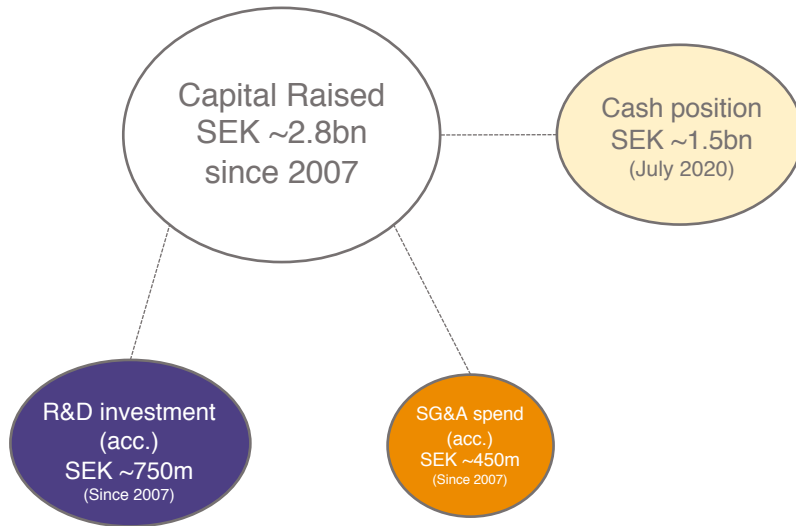 Capital Raised
SEK ~2.8bn
since 2007
Cash position
SEK ~1.5bn
(July 2020)
R&D investment
(acc.)
SEK ~750m
(Since 2007)
SG&A spend
(acc.)
SEK ~450m
(Since 2007)